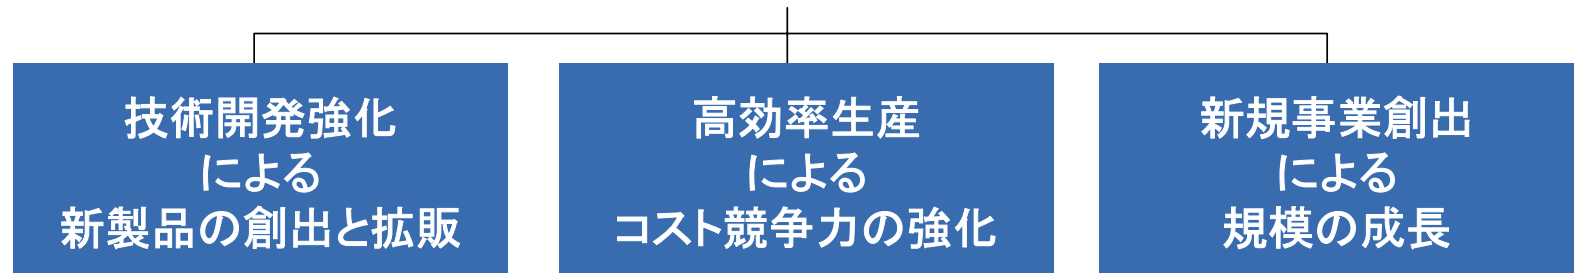 技術開発強化
による
新製品の創出と拡販
高効率生産
による
コスト競争力の強化
新規事業創出
による
規模の成長